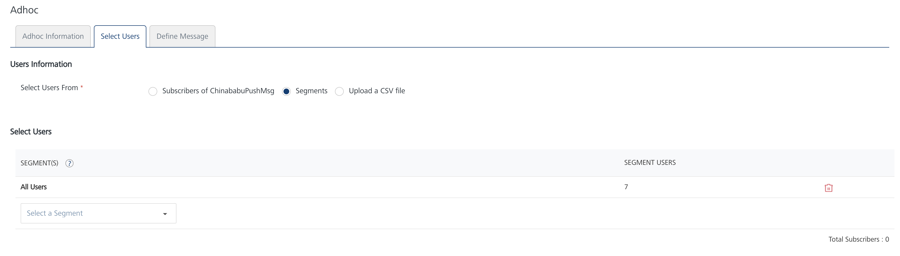 Adhoc
Adhoc Information
Select Users
Define Message
Users Information
Select Users From *
Subscribers of ChinababuPushMsg
Segments
Upload a CSV file
Select Users
SEGMENT(S) ?
SEGMENT USERS
All Users
7
Select a Segment
Total Subscribers : 0